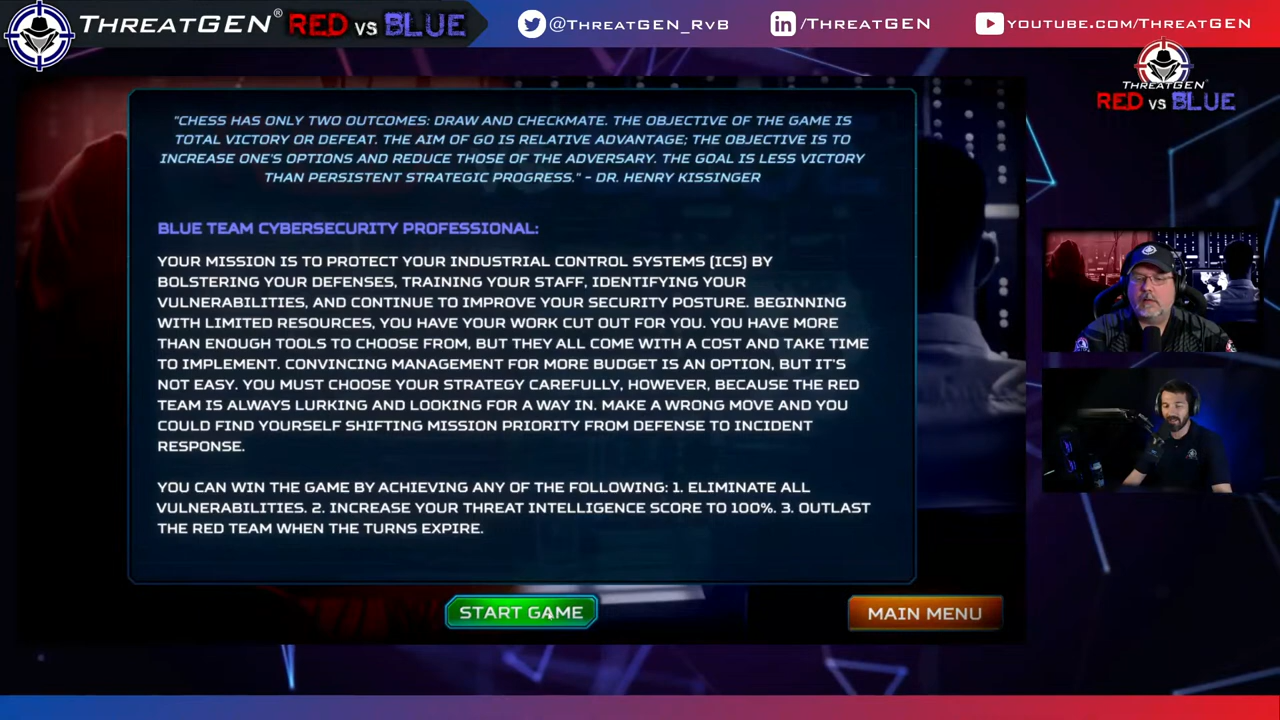 THREATGEN® RED VS BLUE
@THREATGEN_RVB
/THREATGEN
YOUTUBE.COM/THREATGEN
THREATGEN®
RED VS BLUE
"CHESS HAS ONLY TWO OUTCOMES: DRAW AND CHECKMATE. THE OBJECTIVE OF THE GAME IS
TOTAL VICTORY OR DEFEAT. THE AIM OF GO IS RELATIVE ADVANTAGE; THE OBJECTIVE IS TO
INCREASE ONE'S OPTIONS AND REDUCE THOSE OF THE ADVERSARY. THE GOAL IS LESS VICTORY
THAN PERSISTENT STRATEGIC PROGRESS." - DR. HENRY KISSINGER
BLUE TEAM CYBERSECURITY PROFESSIONAL:
YOUR MISSION IS TO PROTECT YOUR INDUSTRIAL CONTROL SYSTEMS (ICS) BY
BOLSTERING YOUR DEFENSES, TRAINING YOUR STAFF, IDENTIFYING YOUR
VULNERABILITIES, AND CONTINUE TO IMPROVE YOUR SECURITY POSTURE. BEGINNING
WITH LIMITED RESOURCES, YOU HAVE YOUR WORK CUT OUT FOR YOU. YOU HAVE MORE
THAN ENOUGH TOOLS TO CHOOSE FROM, BUT THEY ALL COME WITH A COST AND TAKE TIME
TO IMPLEMENT. CONVINCING MANAGEMENT FOR MORE BUDGET IS AN OPTION, BUT IT'S
NOT EASY. YOU MUST CHOOSE YOUR STRATEGY CAREFULLY, HOWEVER, BECAUSE THE RED
TEAM IS ALWAYS LURKING AND LOOKING FOR A WAY IN. MAKE A WRONG MOVE AND YOU
COULD FIND YOURSELF SHIFTING MISSION PRIORITY FROM DEFENSE TO INCIDENT
RESPONSE.
YOU CAN WIN THE GAME BY ACHIEVING ANY OF THE FOLLOWING: 1. ELIMINATE ALL
VULNERABILITIES. 2. INCREASE YOUR THREAT INTELLIGENCE SCORE TO 100%. 3. OUTLAST
THE RED TEAM WHEN THE TURNS EXPIRE.
START GAME
MAIN MENU